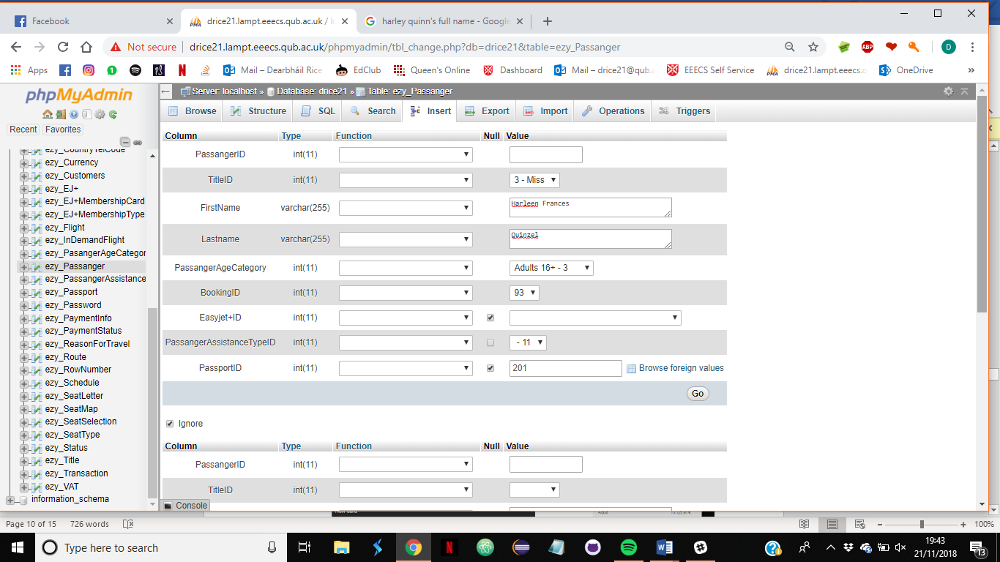 Facebook
drice21.lampt.eeecs.qub.ac.uk / lo
harley quinn's full name - Google
Not secure | drice21.lampt.eeecs.qub.ac.uk/phpmyadmin/tbl_change.php?db=drice21&table=ezy_Passanger
ABP
D
Apps
Mail – Dearbháil Rice
EdClub
Queen's Online
Dashboard
Mail – drice21@qub.
EEECS Self Service
drice21.lampt.eeecs.q
OneDrive
»
phpMyAdmin
Recent Favorites
ezy_CountryTelCode
ezy_Currency
ezy_Customers
ezy_EJ+
ezy_EJ+MembershipCard
ezy_EJ+MembershipType
ezy_Flight
ezy_InDemandFlight
ezy_PasangerAgeCategor
ezy_Passanger
ezy_PassangerAssistance
ezy_Passport
ezy_Password
ezy_PaymentInfo
ezy_PaymentStatus
ezy_ReasonForTravel
ezy_Route
ezy_RowNumber
ezy_Schedule
ezy_SeatLetter
ezy_SeatMap
ezy_SeatSelection
ezy_SeatType
ezy_Status
ezy_Title
ezy_Transaction
ezy_VAT
information_schema
Server: localhost » Database: drice21 » Table: ezy_Passanger
Browse Structure SQL Search Insert Export Import Operations Triggers
Column Type Function Null Value
PassangerID int(11)
TitleID int(11) 3 - Miss
FirstName varchar(255) Harleen Frances
Lastname varchar(255) Quinzel
PassangerAgeCategory int(11) Adults 16+ - 3
BookingID int(11) 93
Easyjet+ID int(11)
PassangerAssistanceTypeID int(11) - 11
PassportID int(11) 201 Browse foreign values
Go
Ignore
Column Type Function Null Value
PassangerID int(11)
TitleID int(11)
Console
Page 10 of 15 726 words
100%
Type here to search
19:43
21/11/2018
13